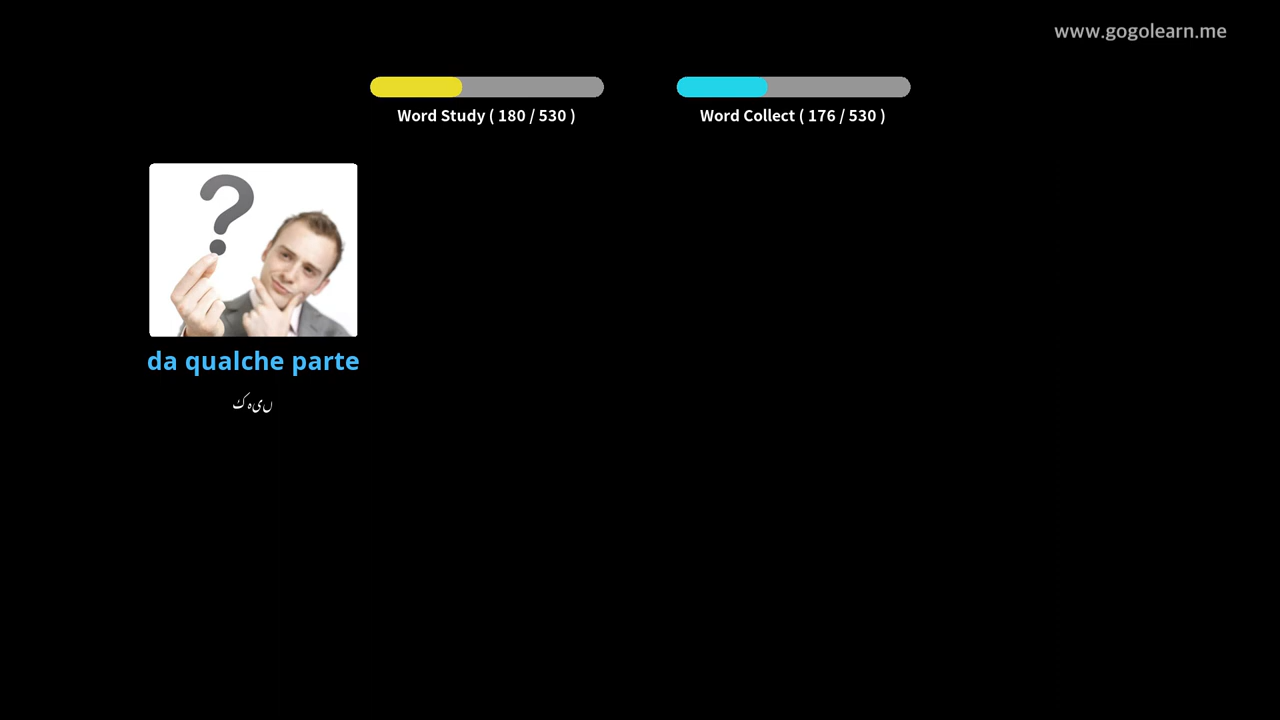 www.gogolearn.me
Word Study ( 180 / 530 )
Word Collect ( 176 / 530 )
da qualche parte
کہیں